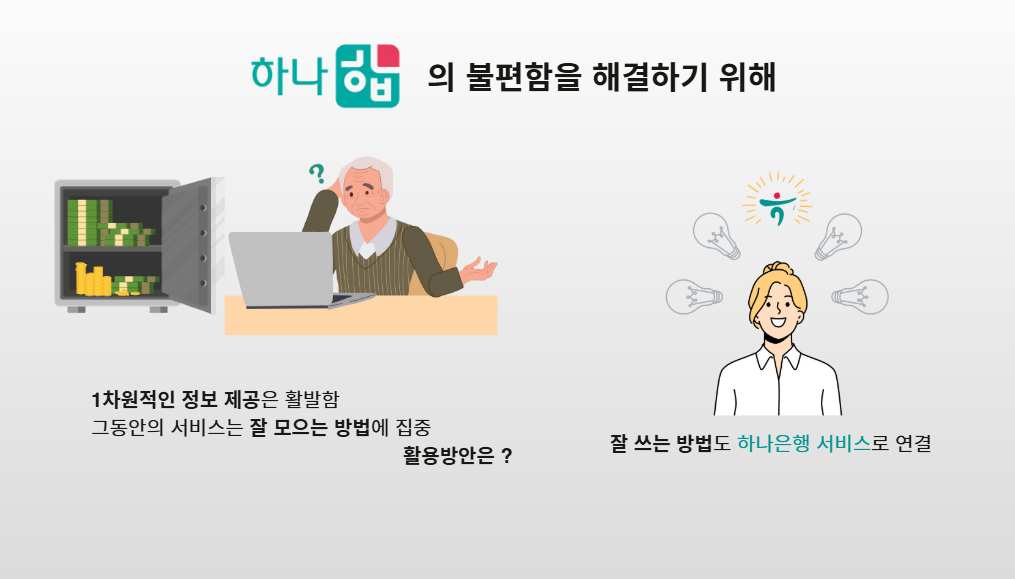 하나 합 의 불편함을 해결하기 위해
?
1차원적인 정보 제공은 활발함
그동안의 서비스는 잘 모으는 방법에 집중
활용방안은 ?
잘 쓰는 방법도 하나은행 서비스로 연결